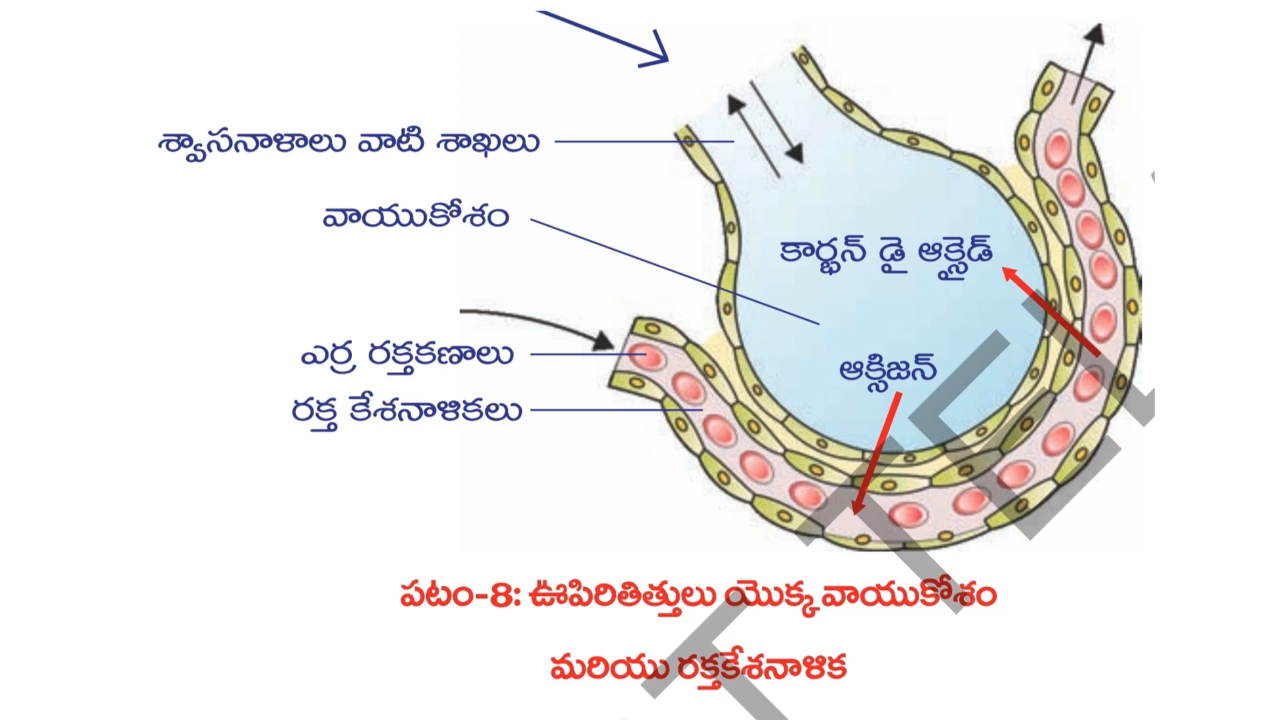 శ్వాసనాళాలు వాటి శాఖలు
వాయుకోశం
కార్బన్ డై ఆక్సైడ్
ఎర్ర రక్తకణాలు
ఆక్సిజన్
రక్త కేశనాళికలు
పటం-8: ఊపిరితిత్తులు యొక్క వాయుకోశం
మరియు రక్తకేశనాళిక